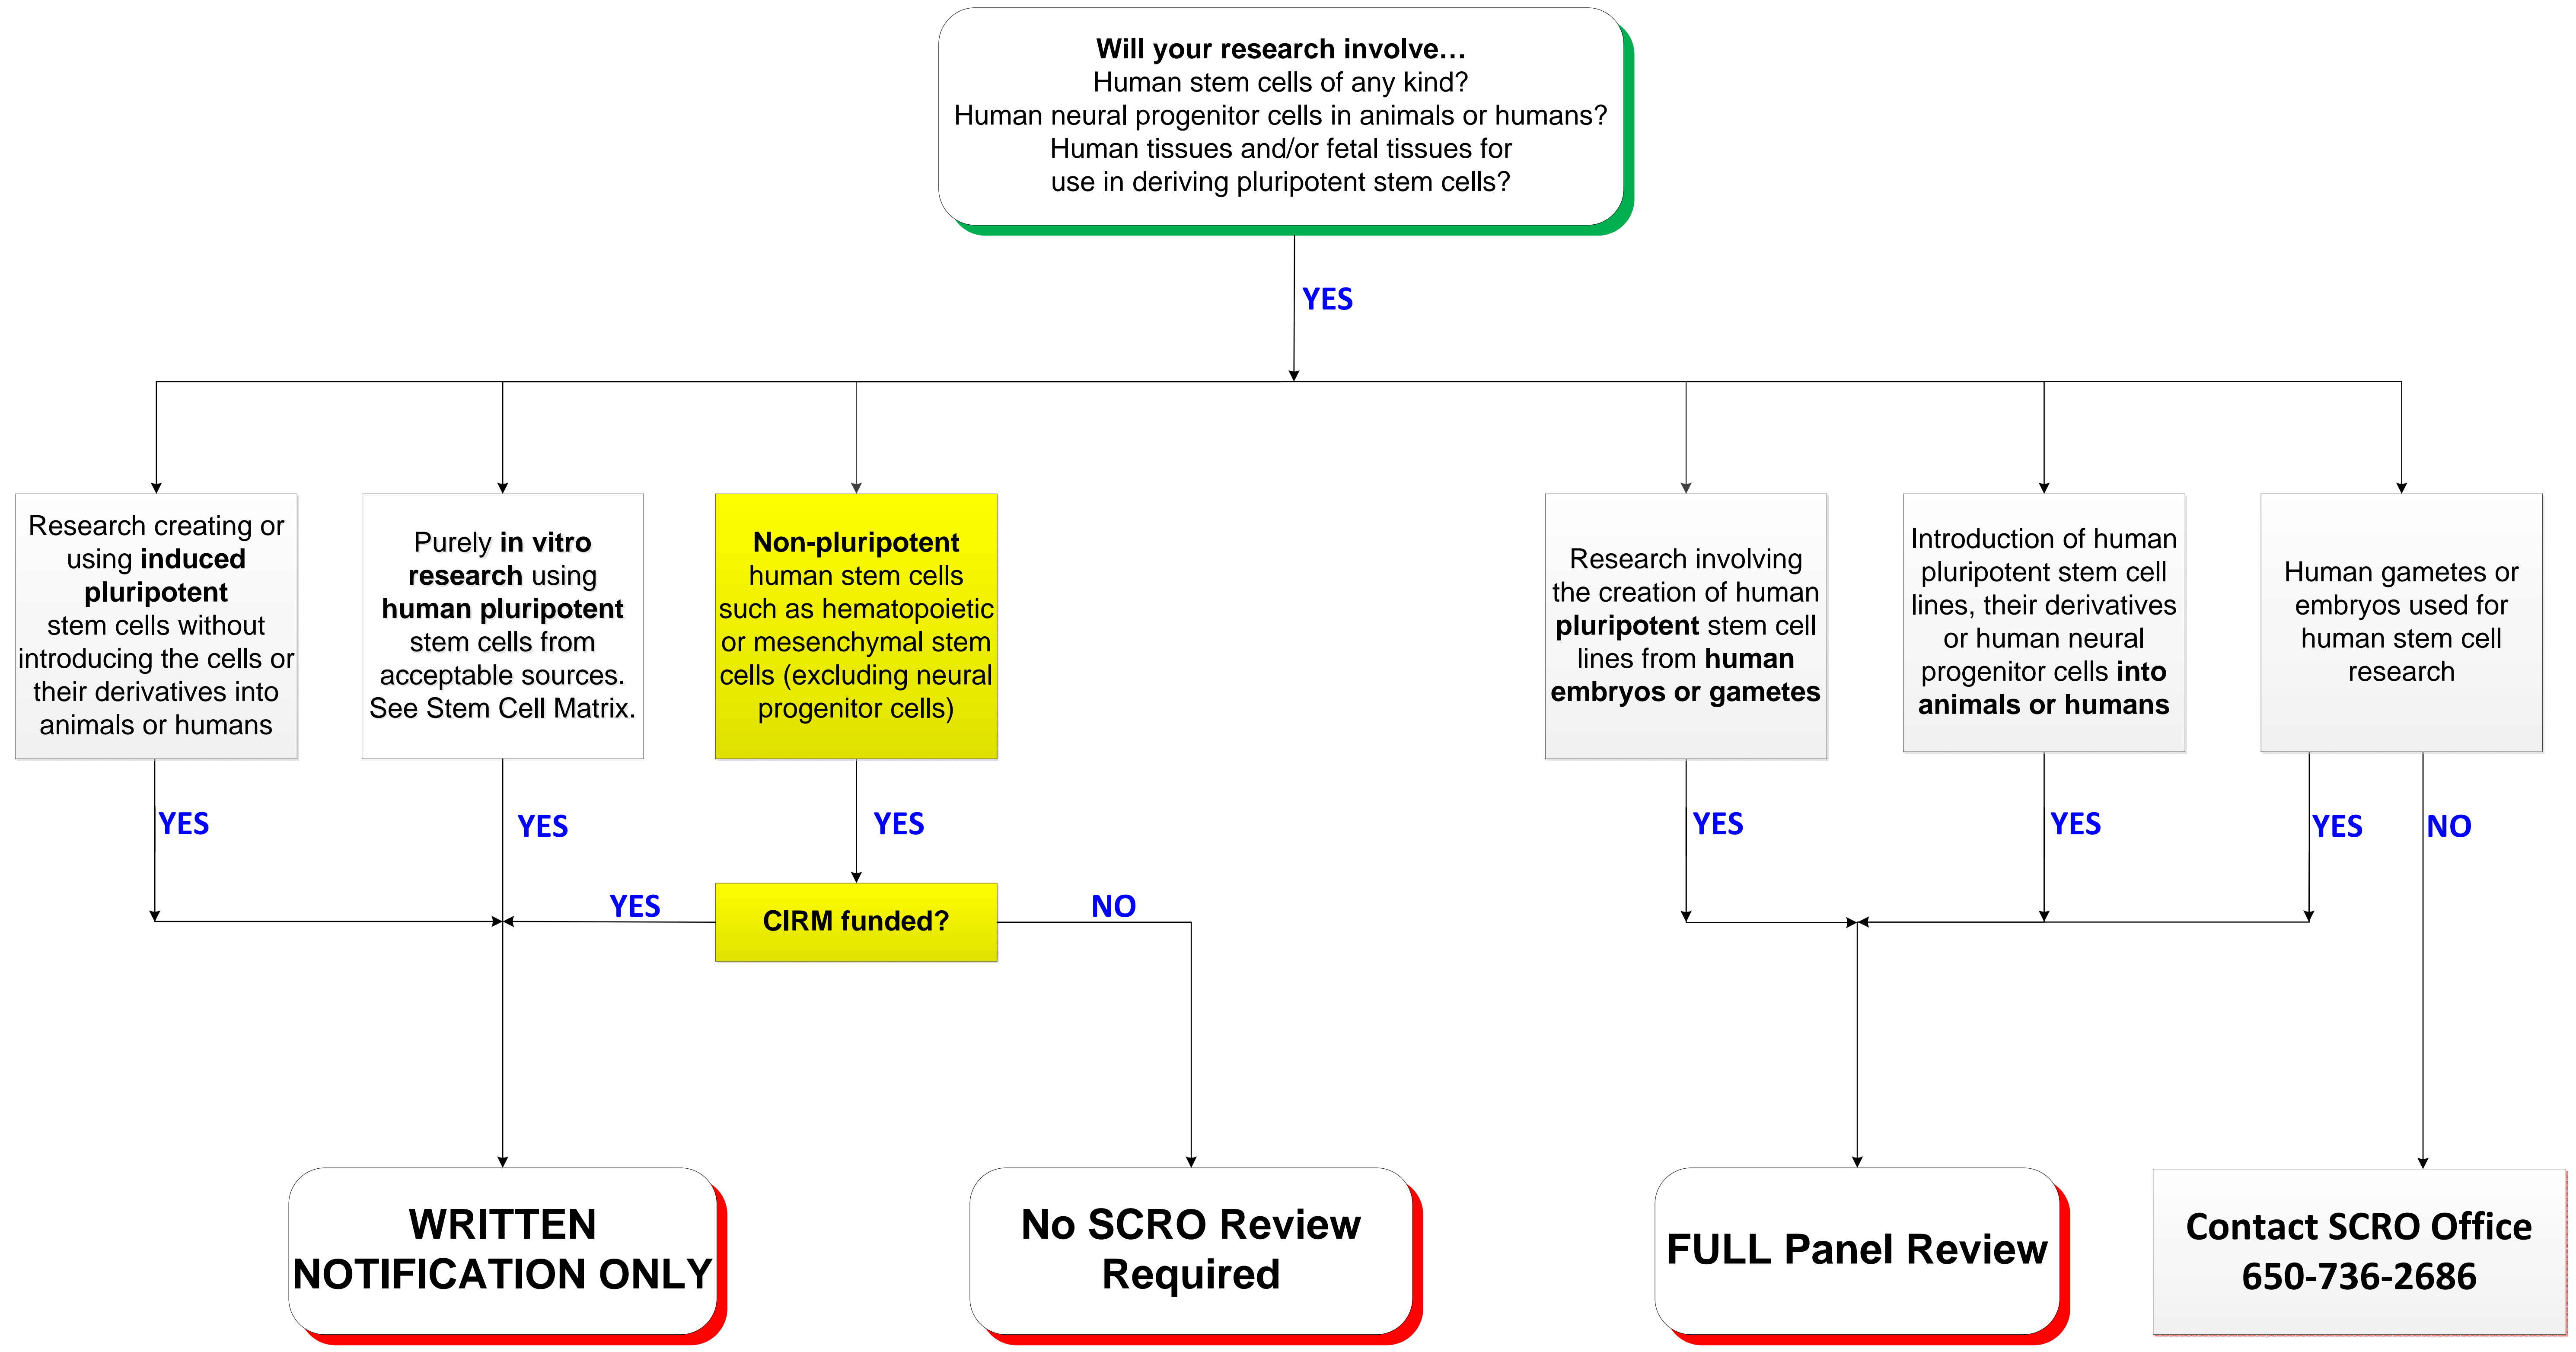 Will your research involve…
Human stem cells of any kind?
Human neural progenitor cells in animals or humans?
Human tissues and/or fetal tissues for
use in deriving pluripotent stem cells?
YES
Research creating or
using induced
pluripotent
stem cells without
introducing the cells or
their derivatives into
animals or humans
Purely in vitro
research using
human pluripotent
stem cells from
acceptable sources.
See Stem Cell Matrix.
Non-pluripotent
human stem cells
such as hematopoietic
or mesenchymal stem
cells (excluding neural
progenitor cells)
Research involving
the creation of human
pluripotent stem cell
lines from human
embryos or gametes
Introduction of human
pluripotent stem cell
lines, their derivatives
or human neural
progenitor cells into
animals or humans
Human gametes or
embryos used for
human stem cell
research
YES
YES
YES
YES
YES
YES
NO
YES
CIRM funded?
NO
WRITTEN
NOTIFICATION ONLY
No SCRO Review
Required
FULL Panel Review
Contact SCRO Office
650-736-2686